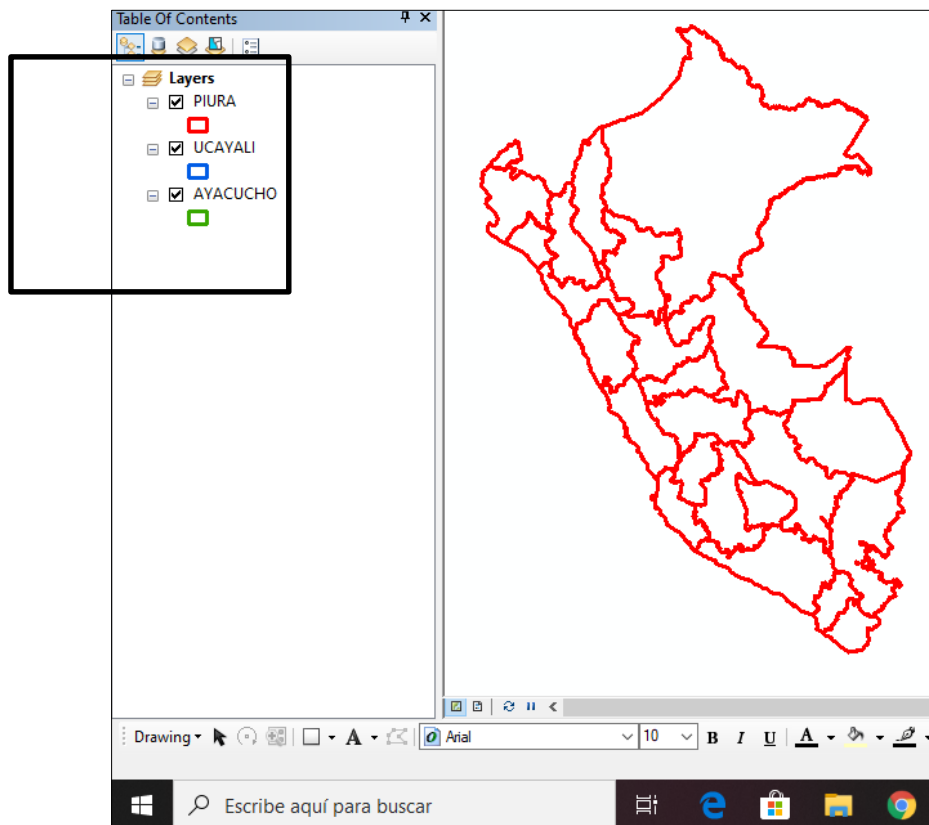 Table Of Contents
Layers
PIURA
UCAYALI
AYACUCHO
Drawing
A
Arial
10
B I U A
Escribe aquí para buscar